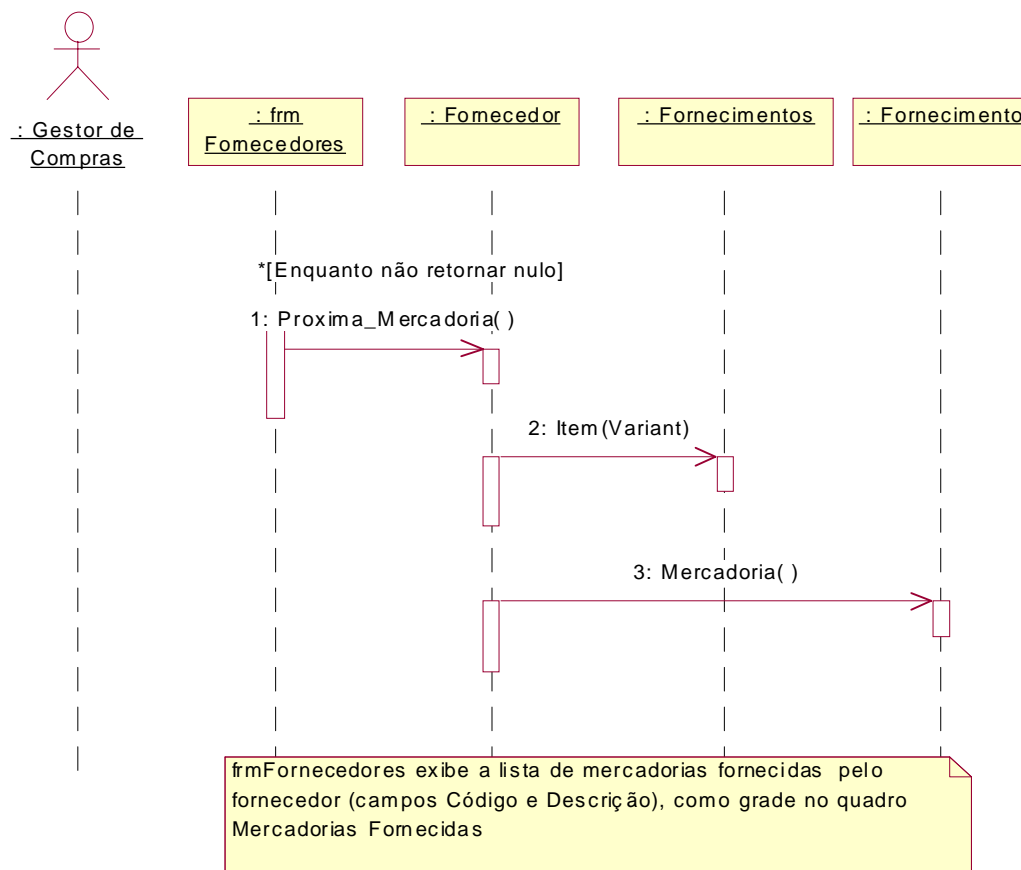 : Gestor de
Compras
: frm
Fornecedores
: Fornecedor
: Fornecimentos
: Fornecimento
*[Enquanto não retornar nulo]
1: Proxima_Mercadoria( )
2: Item(Variant)
3: Mercadoria( )
frmFornecedores exibe a lista de mercadorias fornecidas pelo
fornecedor (campos Código e Descrição), como grade no quadro
Mercadorias Fornecidas